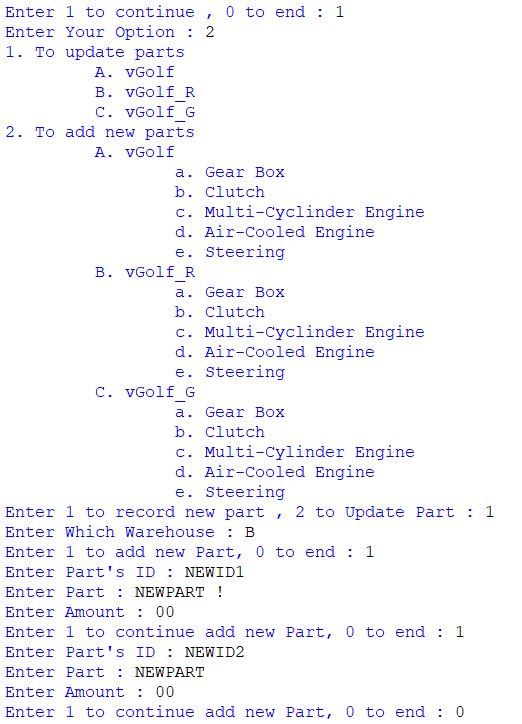 Enter 1 to continue , 0 to end : 1
Enter Your Option : 2
1. To update parts
A. vGolf
B. vGolf_R
C. vGolf_G
2. To add new parts
A. vGolf
a. Gear Box
b. Clutch
c. Multi-Cyclinder Engine
d. Air-Cooled Engine
e. Steering
B. vGolf_R
a. Gear Box
b. Clutch
c. Multi-Cyclinder Engine
d. Air-Cooled Engine
e. Steering
C. vGolf_G
a. Gear Box
b. Clutch
c. Multi-Cylinder Engine
d. Air-Cooled Engine
e. Steering
Enter 1 to record new part , 2 to Update Part : 1
Enter Which Warehouse : B
Enter 1 to add new Part, 0 to end : 1
Enter Part's ID : NEWID1
Enter Part : NEWPART !
Enter Amount : 00
Enter 1 to continue add new Part, 0 to end : 1
Enter Part's ID : NEWID2
Enter Part : NEWPART
Enter Amount : 00
Enter 1 to continue add new Part, 0 to end : 0